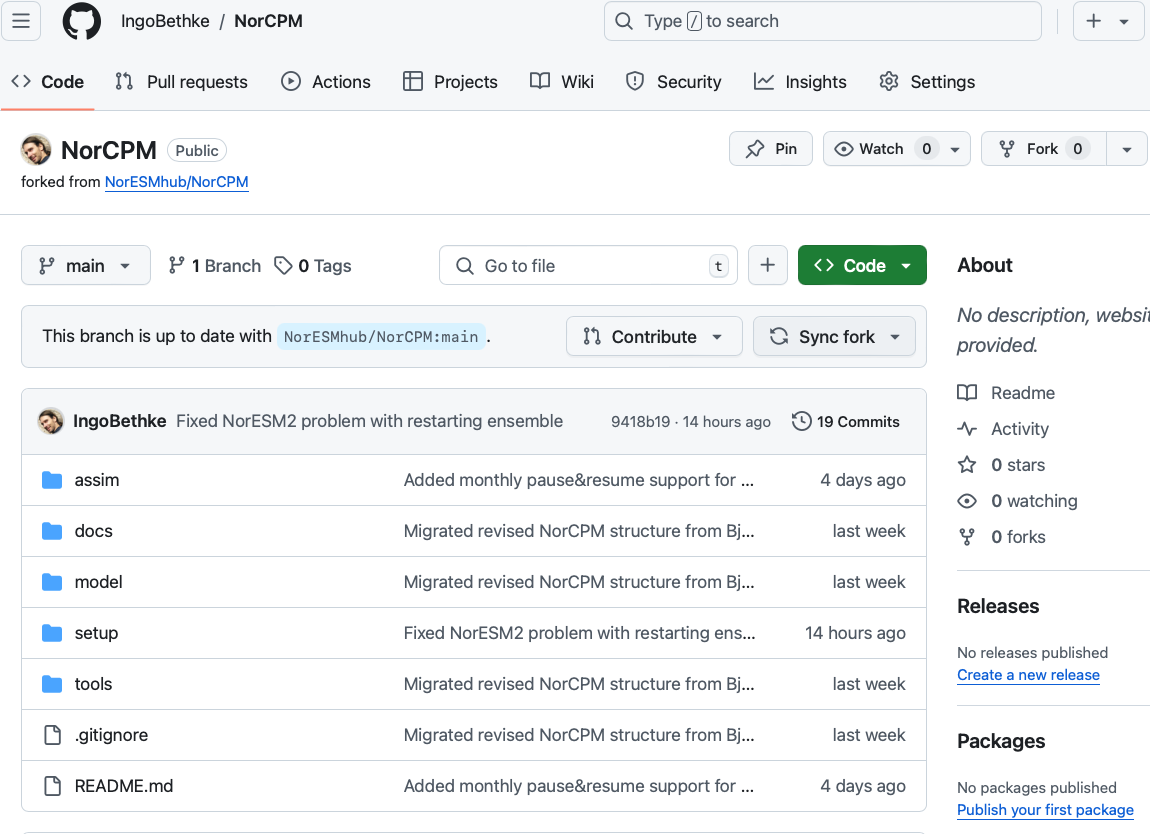 IngoBethke / NorCPM
Type / to search
Code Pull requests Actions Projects Wiki Security Insights Settings
NorCPM Public
Pin Watch 0 Fork 0
forked from NorESMhub/NorCPM
main 1 Branch 0 Tags Go to file t Code
This branch is up to date with NorESMhub/NorCPM:main .
Contribute Sync fork
IngoBethke Fixed NorESM2 problem with restarting ensemble 9418b19 · 14 hours ago 19 Commits
assim Added monthly pause&resume support for ... 4 days ago
docs Migrated revised NorCPM structure from Bj... last week
model Migrated revised NorCPM structure from Bj... last week
setup Fixed NorESM2 problem with restarting ens... 14 hours ago
tools Migrated revised NorCPM structure from Bj... last week
.gitignore Migrated revised NorCPM structure from Bj... last week
README.md Added monthly pause&resume support for ... 4 days ago
About
No description, websit
provided.
Readme
Activity
0 stars
0 watching
0 forks
Releases
No releases published
Create a new release
Packages
No packages published
Publish your first package